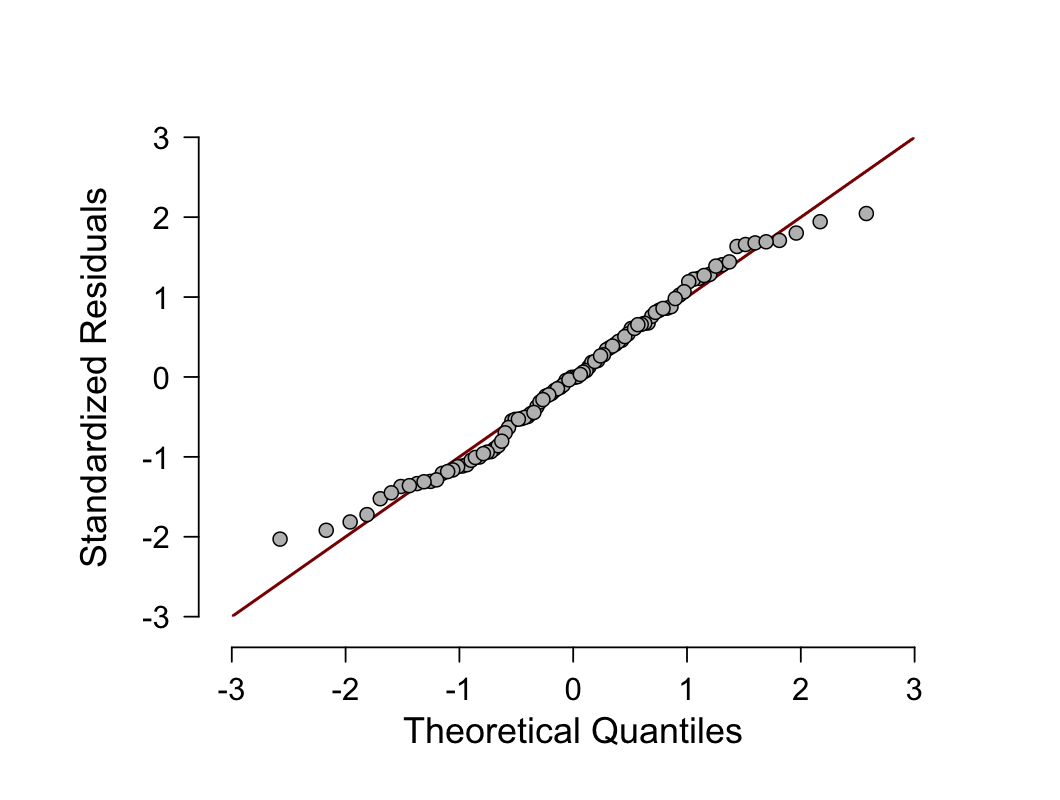 Standardized Residuals
3
2
1
0
-1
-2
-3
-3 -2 -1 0 1 2 3
Theoretical Quantiles